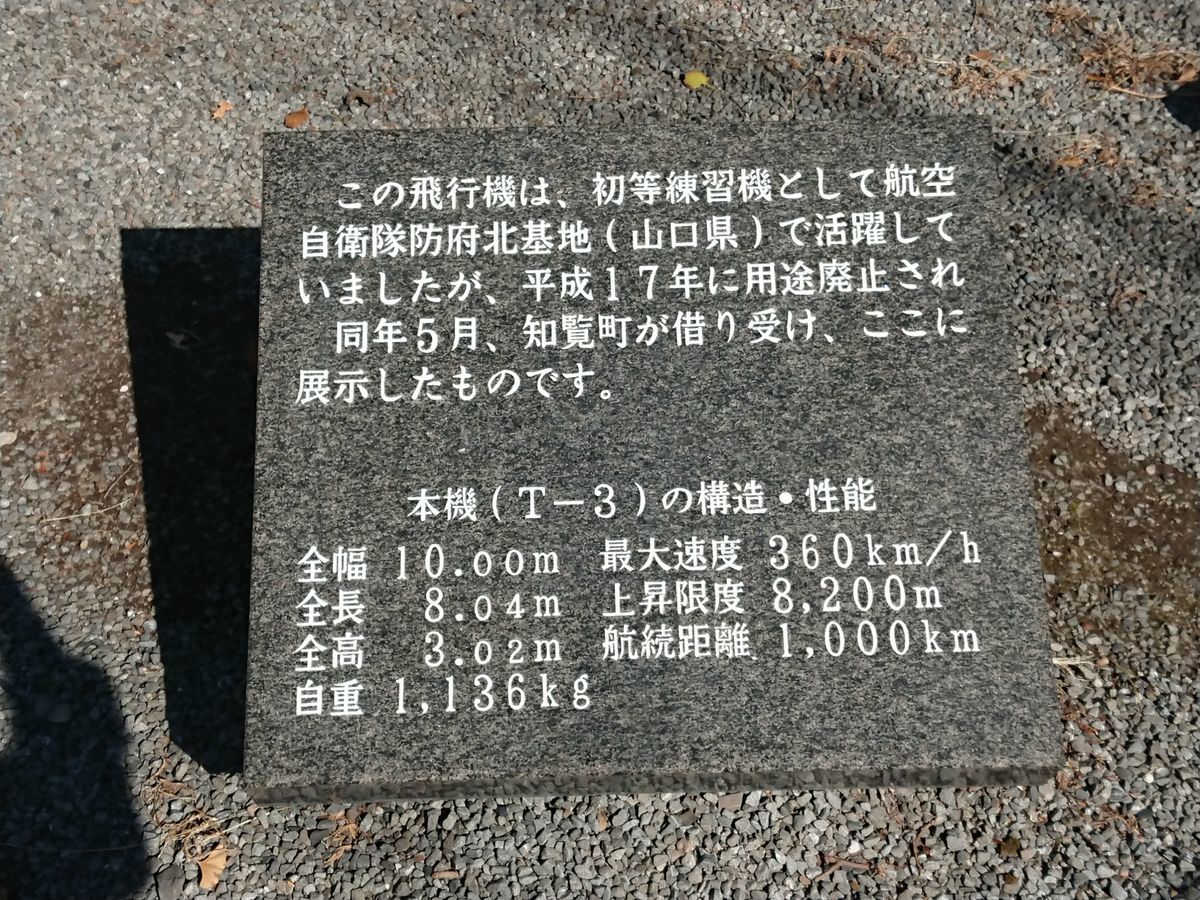 この飛行機は、初等練習機として航空
自衛隊防府北基地(山口県)で活躍して
いましたが、平成17年に用途廃止され
同年5月、知覧町が借り受け、ここに
展示したものです。
本機(T−3)の構造・性能
全幅 10.00m 最大速度 360km/h
全長 8.04m 上昇限度 8,200m
全高 3.02m 航続距離 1,000km
自重 1,136kg